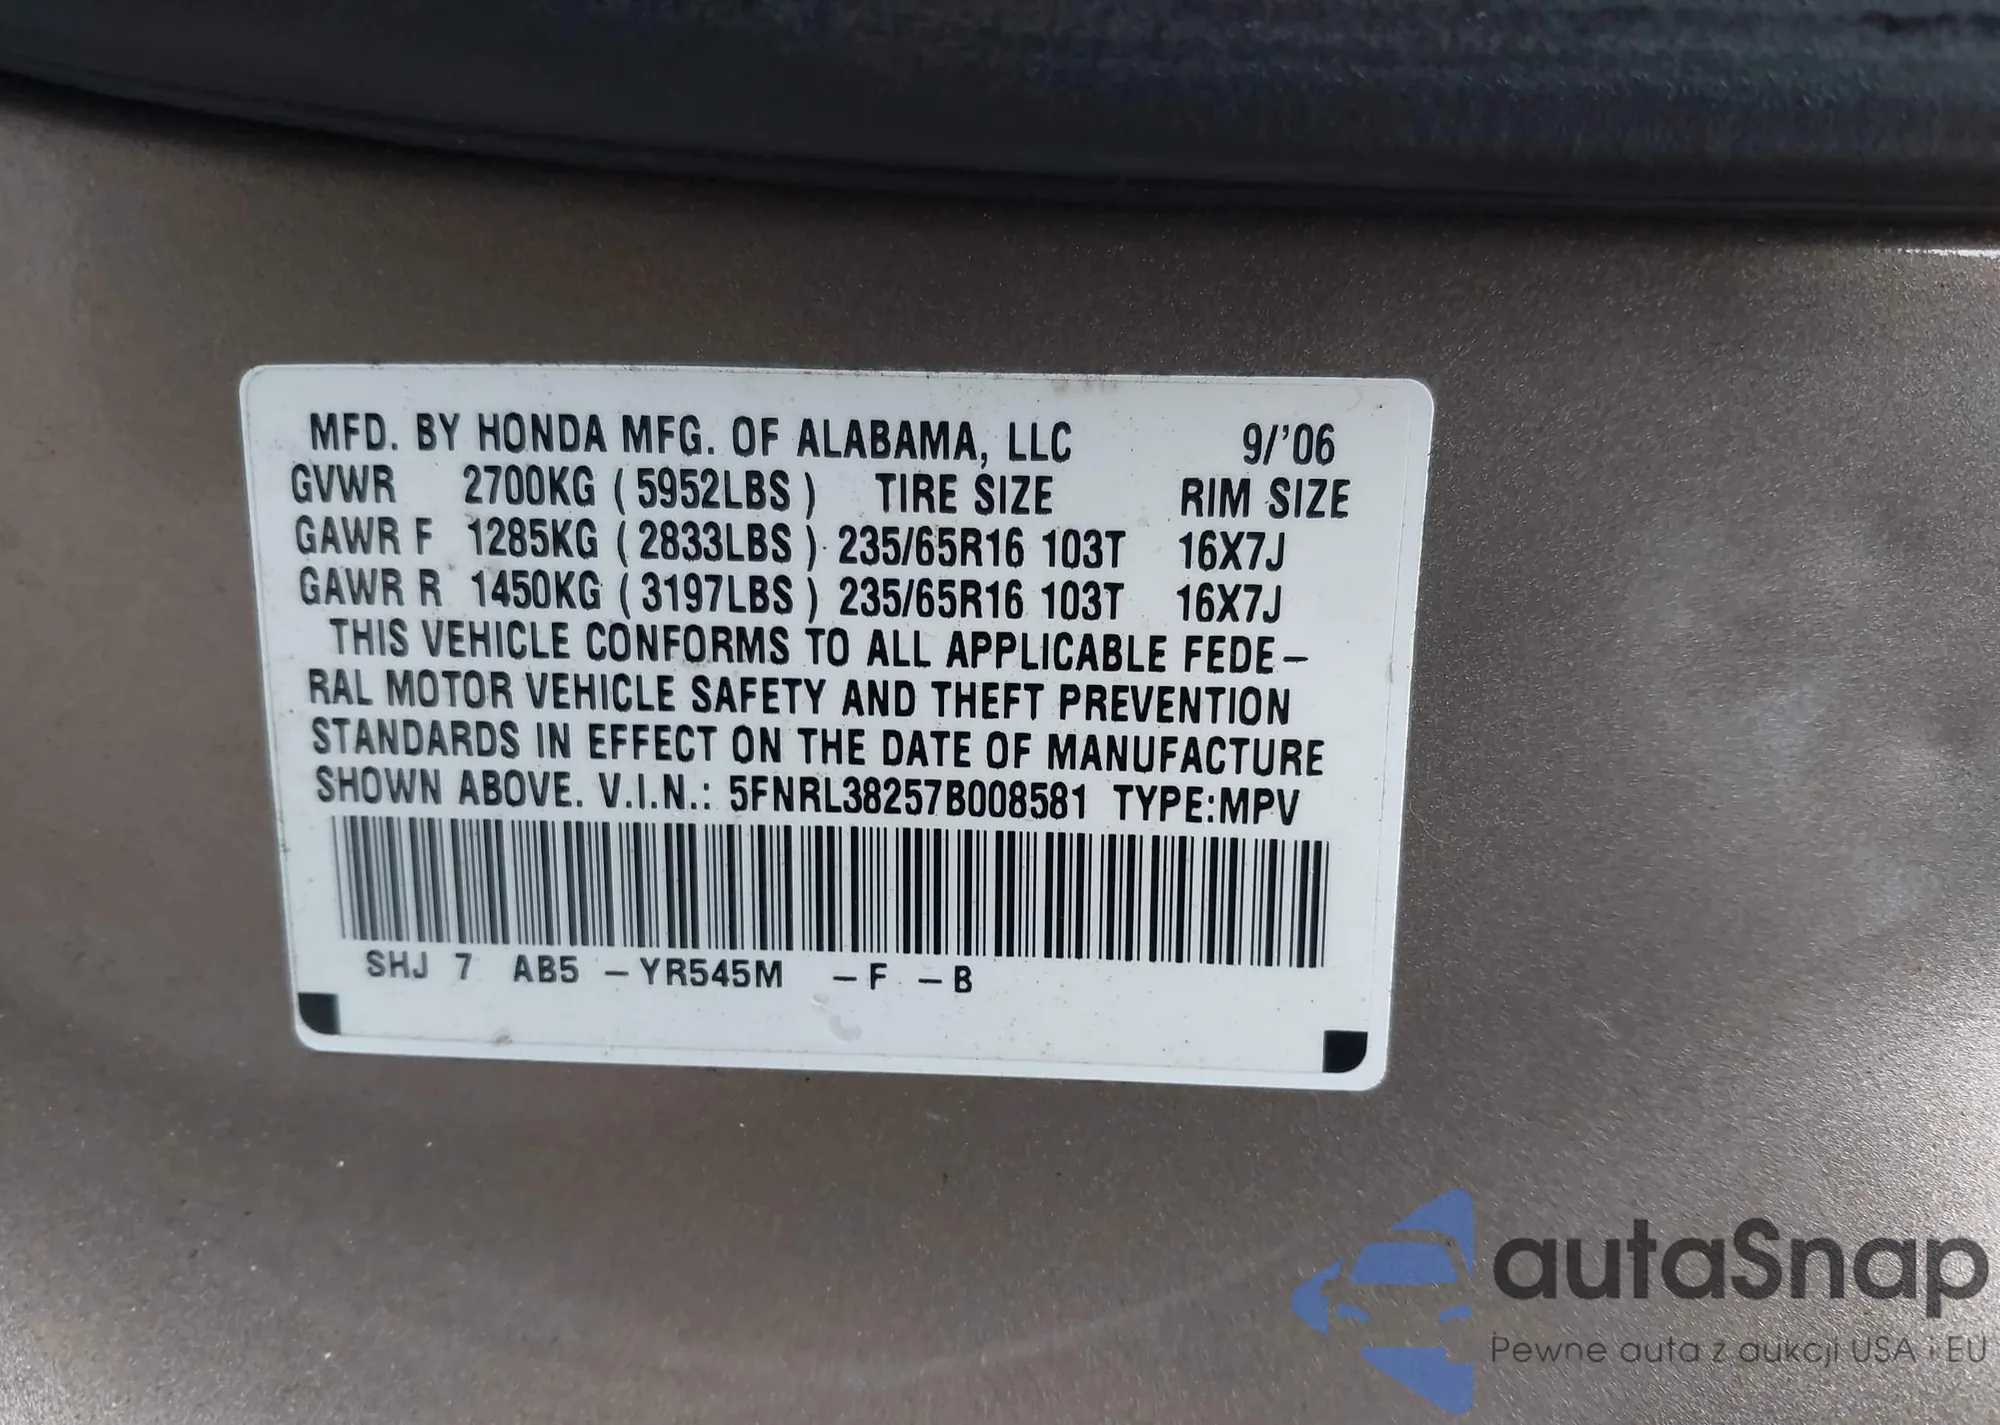 MFD. BY HONDA MFG. OF ALABAMA, LLC 9/'06
GVWR 2700KG (5952LBS) TIRE SIZE RIM SIZE
GAWR F 1285KG (2833LBS) 235/65R16 103T 16X7J
GAWR R 1450KG (3197LBS) 235/65R16 103T 16X7J
THIS VEHICLE CONFORMS TO ALL APPLICABLE FEDE-
RAL MOTOR VEHICLE SAFETY AND THEFT PREVENTION
STANDARDS IN EFFECT ON THE DATE OF MANUFACTURE
SHOWN ABOVE. V.I.N.: 5FNRL38257B008581 TYPE:MPV
SHJ 7 AB5 -YR545M -F -B
autaSnap
Pewne auta z aukcji USA i EU